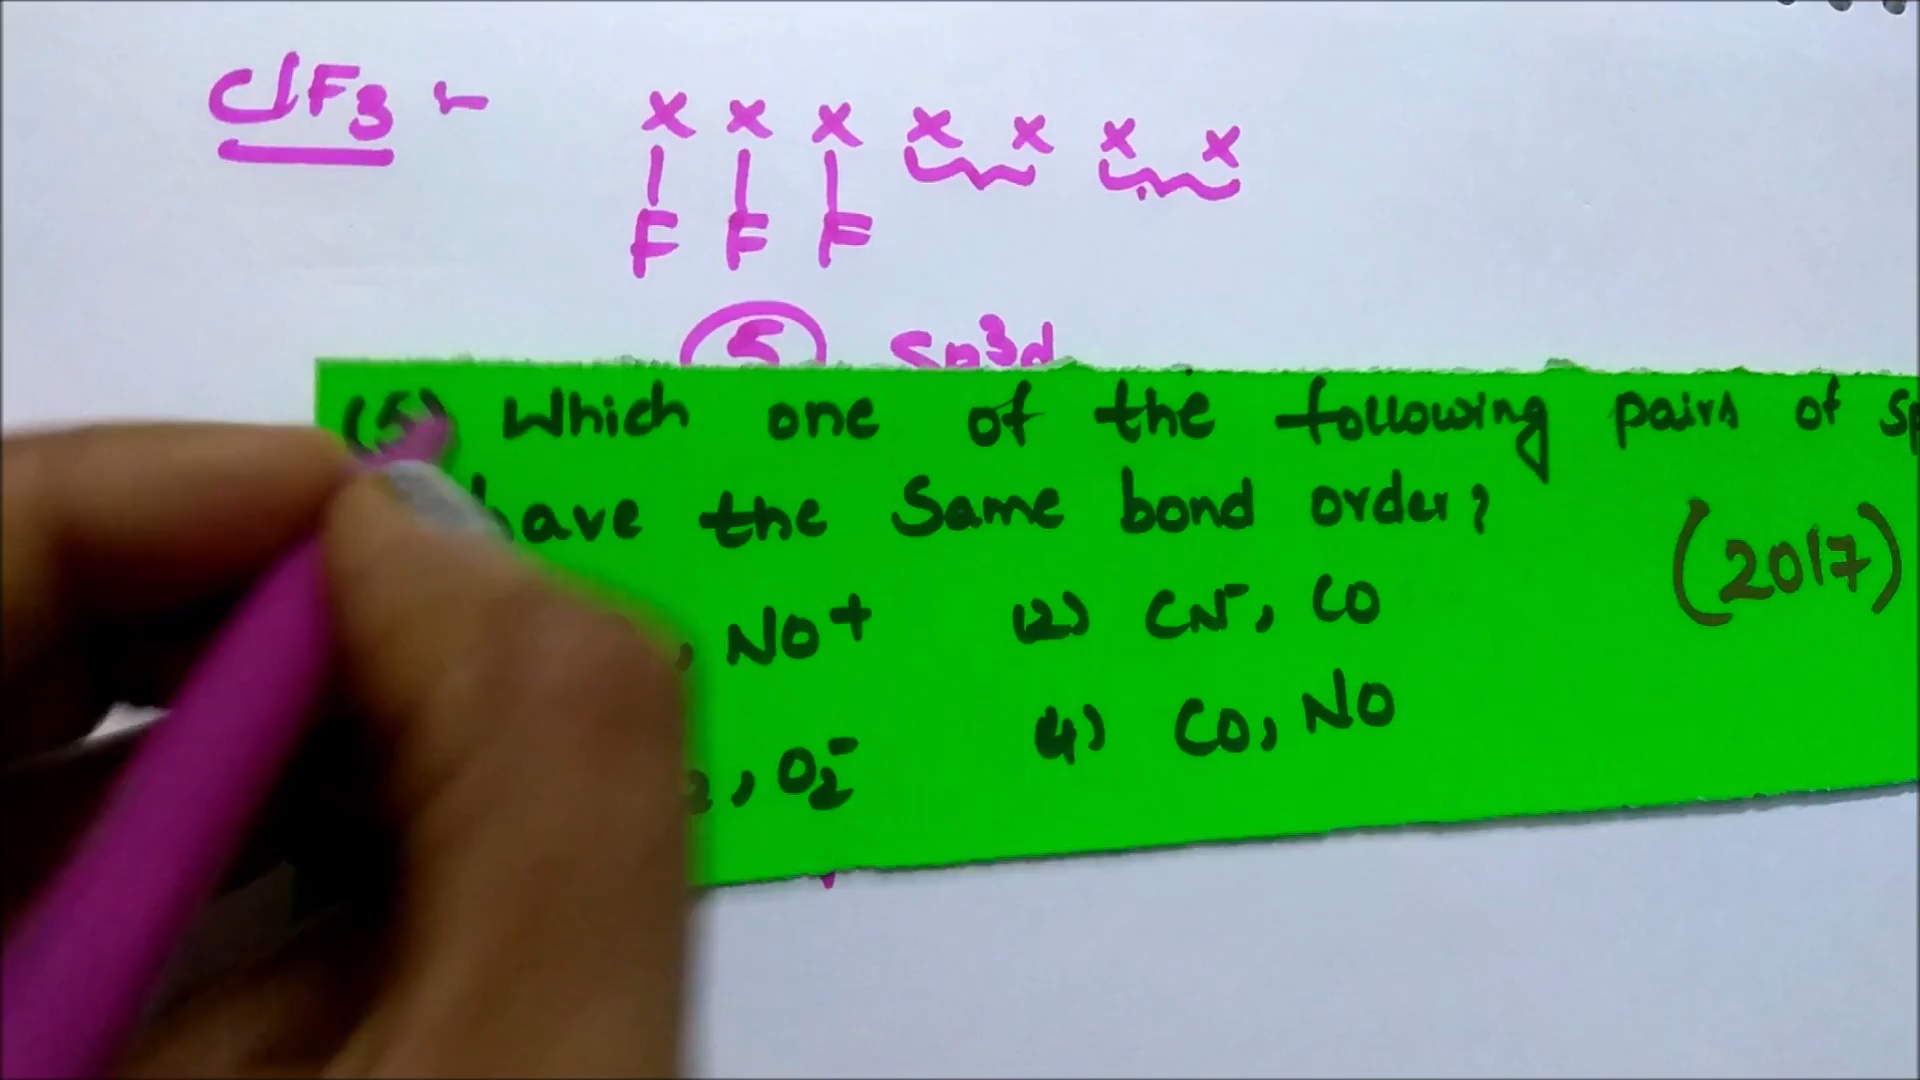 ClF3 -
x x x x x x x
F F F
5 sp3d
(5) Which one of the following pairs of
have the Same bond order?
(2017)
, NO+ (2) CN-, CO
, O2- (4) CO, NO